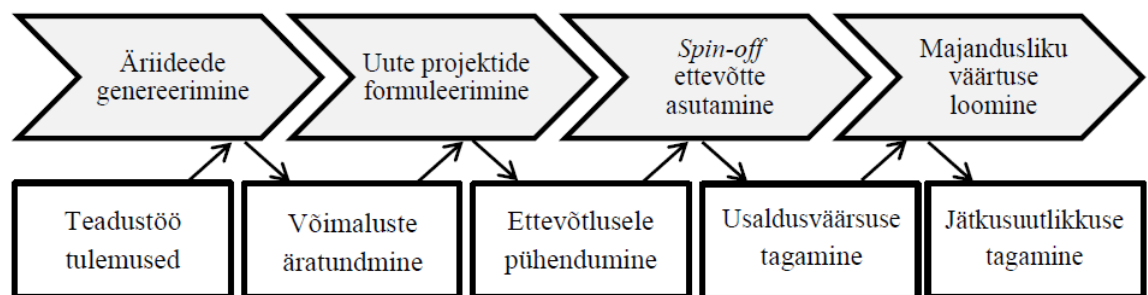 Äriideede
genereerimine
Uute projektide
formuleerimine
Spin-off
ettevõtte
asutamine
Majandusliku
väärtuse
loomine
Teadustöö
tulemused
Võimaluste
äratundmine
Ettevõtlusele
pühendumine
Usaldusväärsuse
tagamine
Jätkusuutlikkuse
tagamine